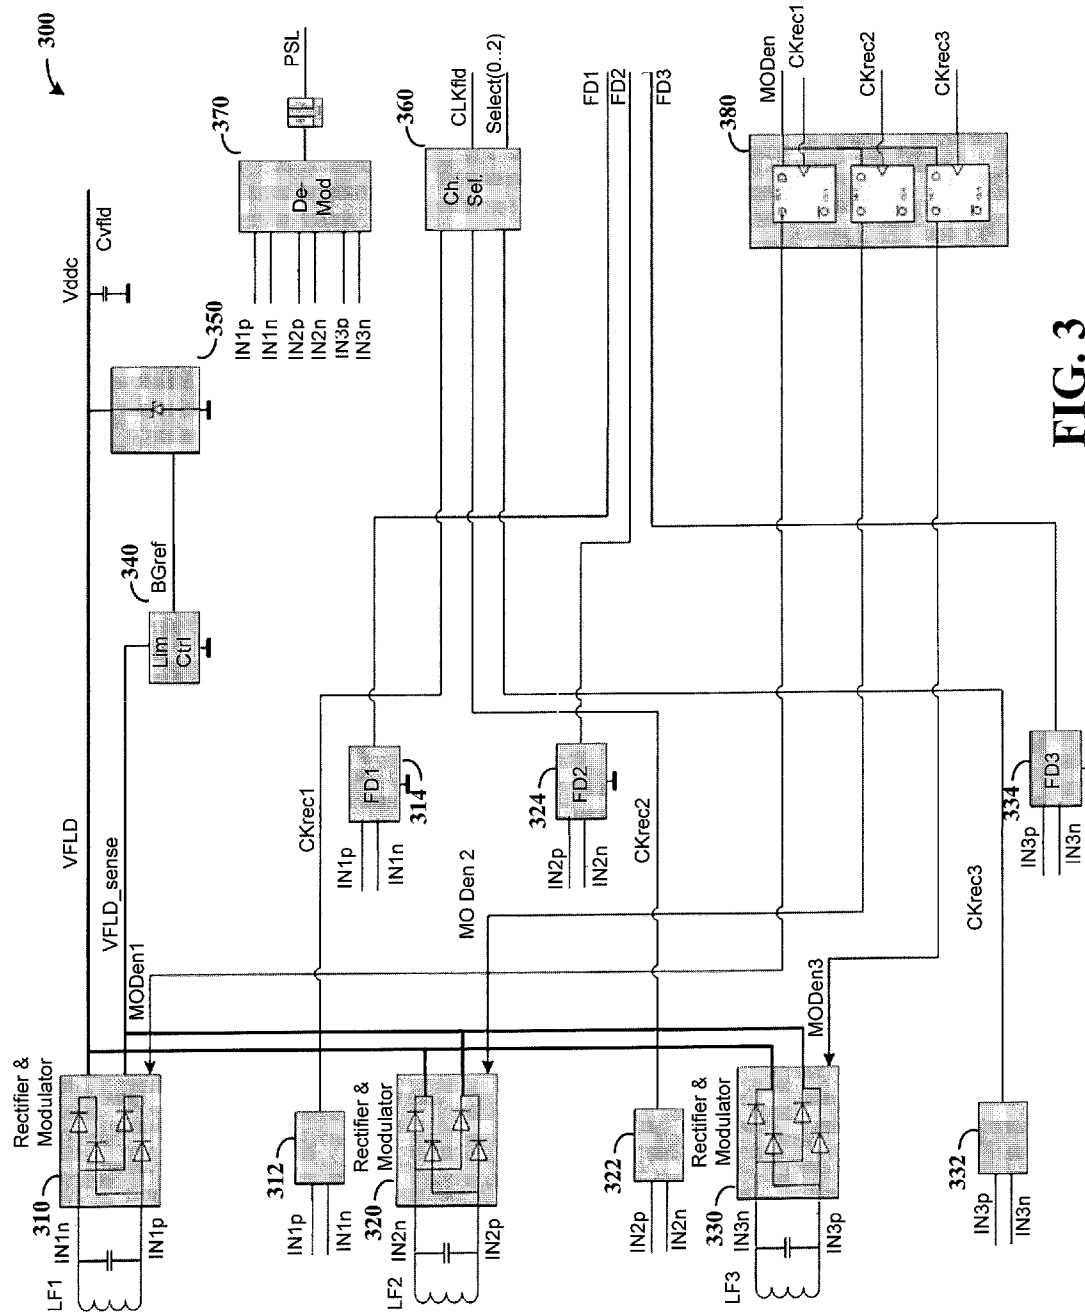 300
VFLD
Vddc
Cvfld
VFLD_sense
340
BGref
Lim
Ctrl
350
370
PSL
De
Mod
IN1p
IN1n
IN2p
IN2n
IN3p
IN3n
360
CLKfld
Select(0..2)
Ch.
Sel.
FD1
FD2
FD3
380
MODen
CKrec1
CKrec2
CKrec3
D
D
D
Rectifier &
Modulator
310
LF1
IN1n
IN1p
MODen1
312
IN1p
IN1n
CKrec1
IN1p
IN1n
FD1
314
Rectifier &
Modulator
320
LF2
IN2n
IN2p
MO Den 2
322
IN2p
IN2n
CKrec2
IN2p
IN2n
324
FD2
Rectifier &
Modulator
330
LF3
IN3n
IN3p
MODen3
332
IN3p
IN3n
CKrec3
334
IN3p
IN3n
FD3
FIG. 3